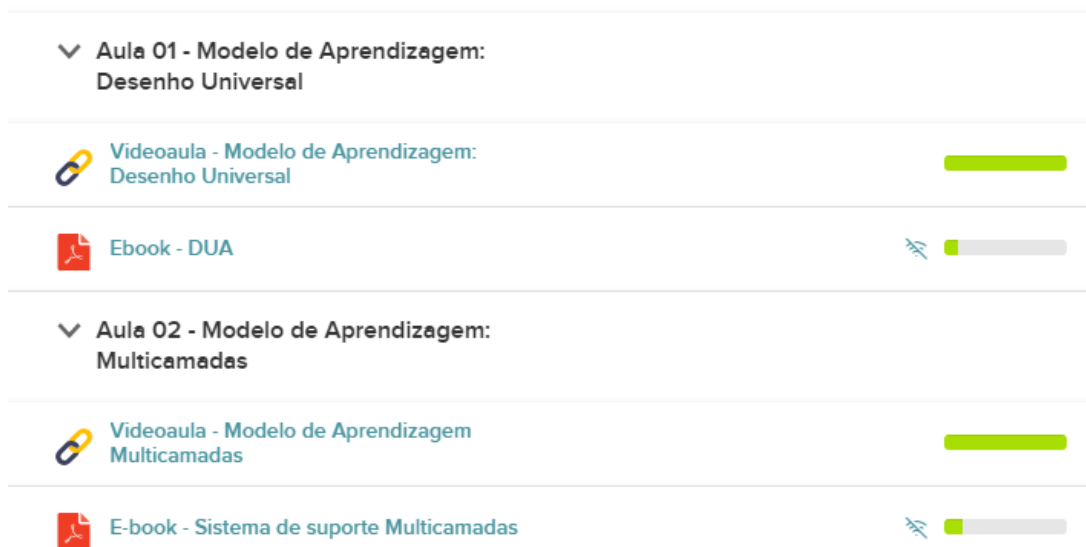 Aula 01 - Modelo de Aprendizagem:
Desenho Universal
Videoaula - Modelo de Aprendizagem:
Desenho Universal
Ebook - DUA
Aula 02 - Modelo de Aprendizagem:
Multicamadas
Videoaula - Modelo de Aprendizagem
Multicamadas
E-book - Sistema de suporte Multicamadas